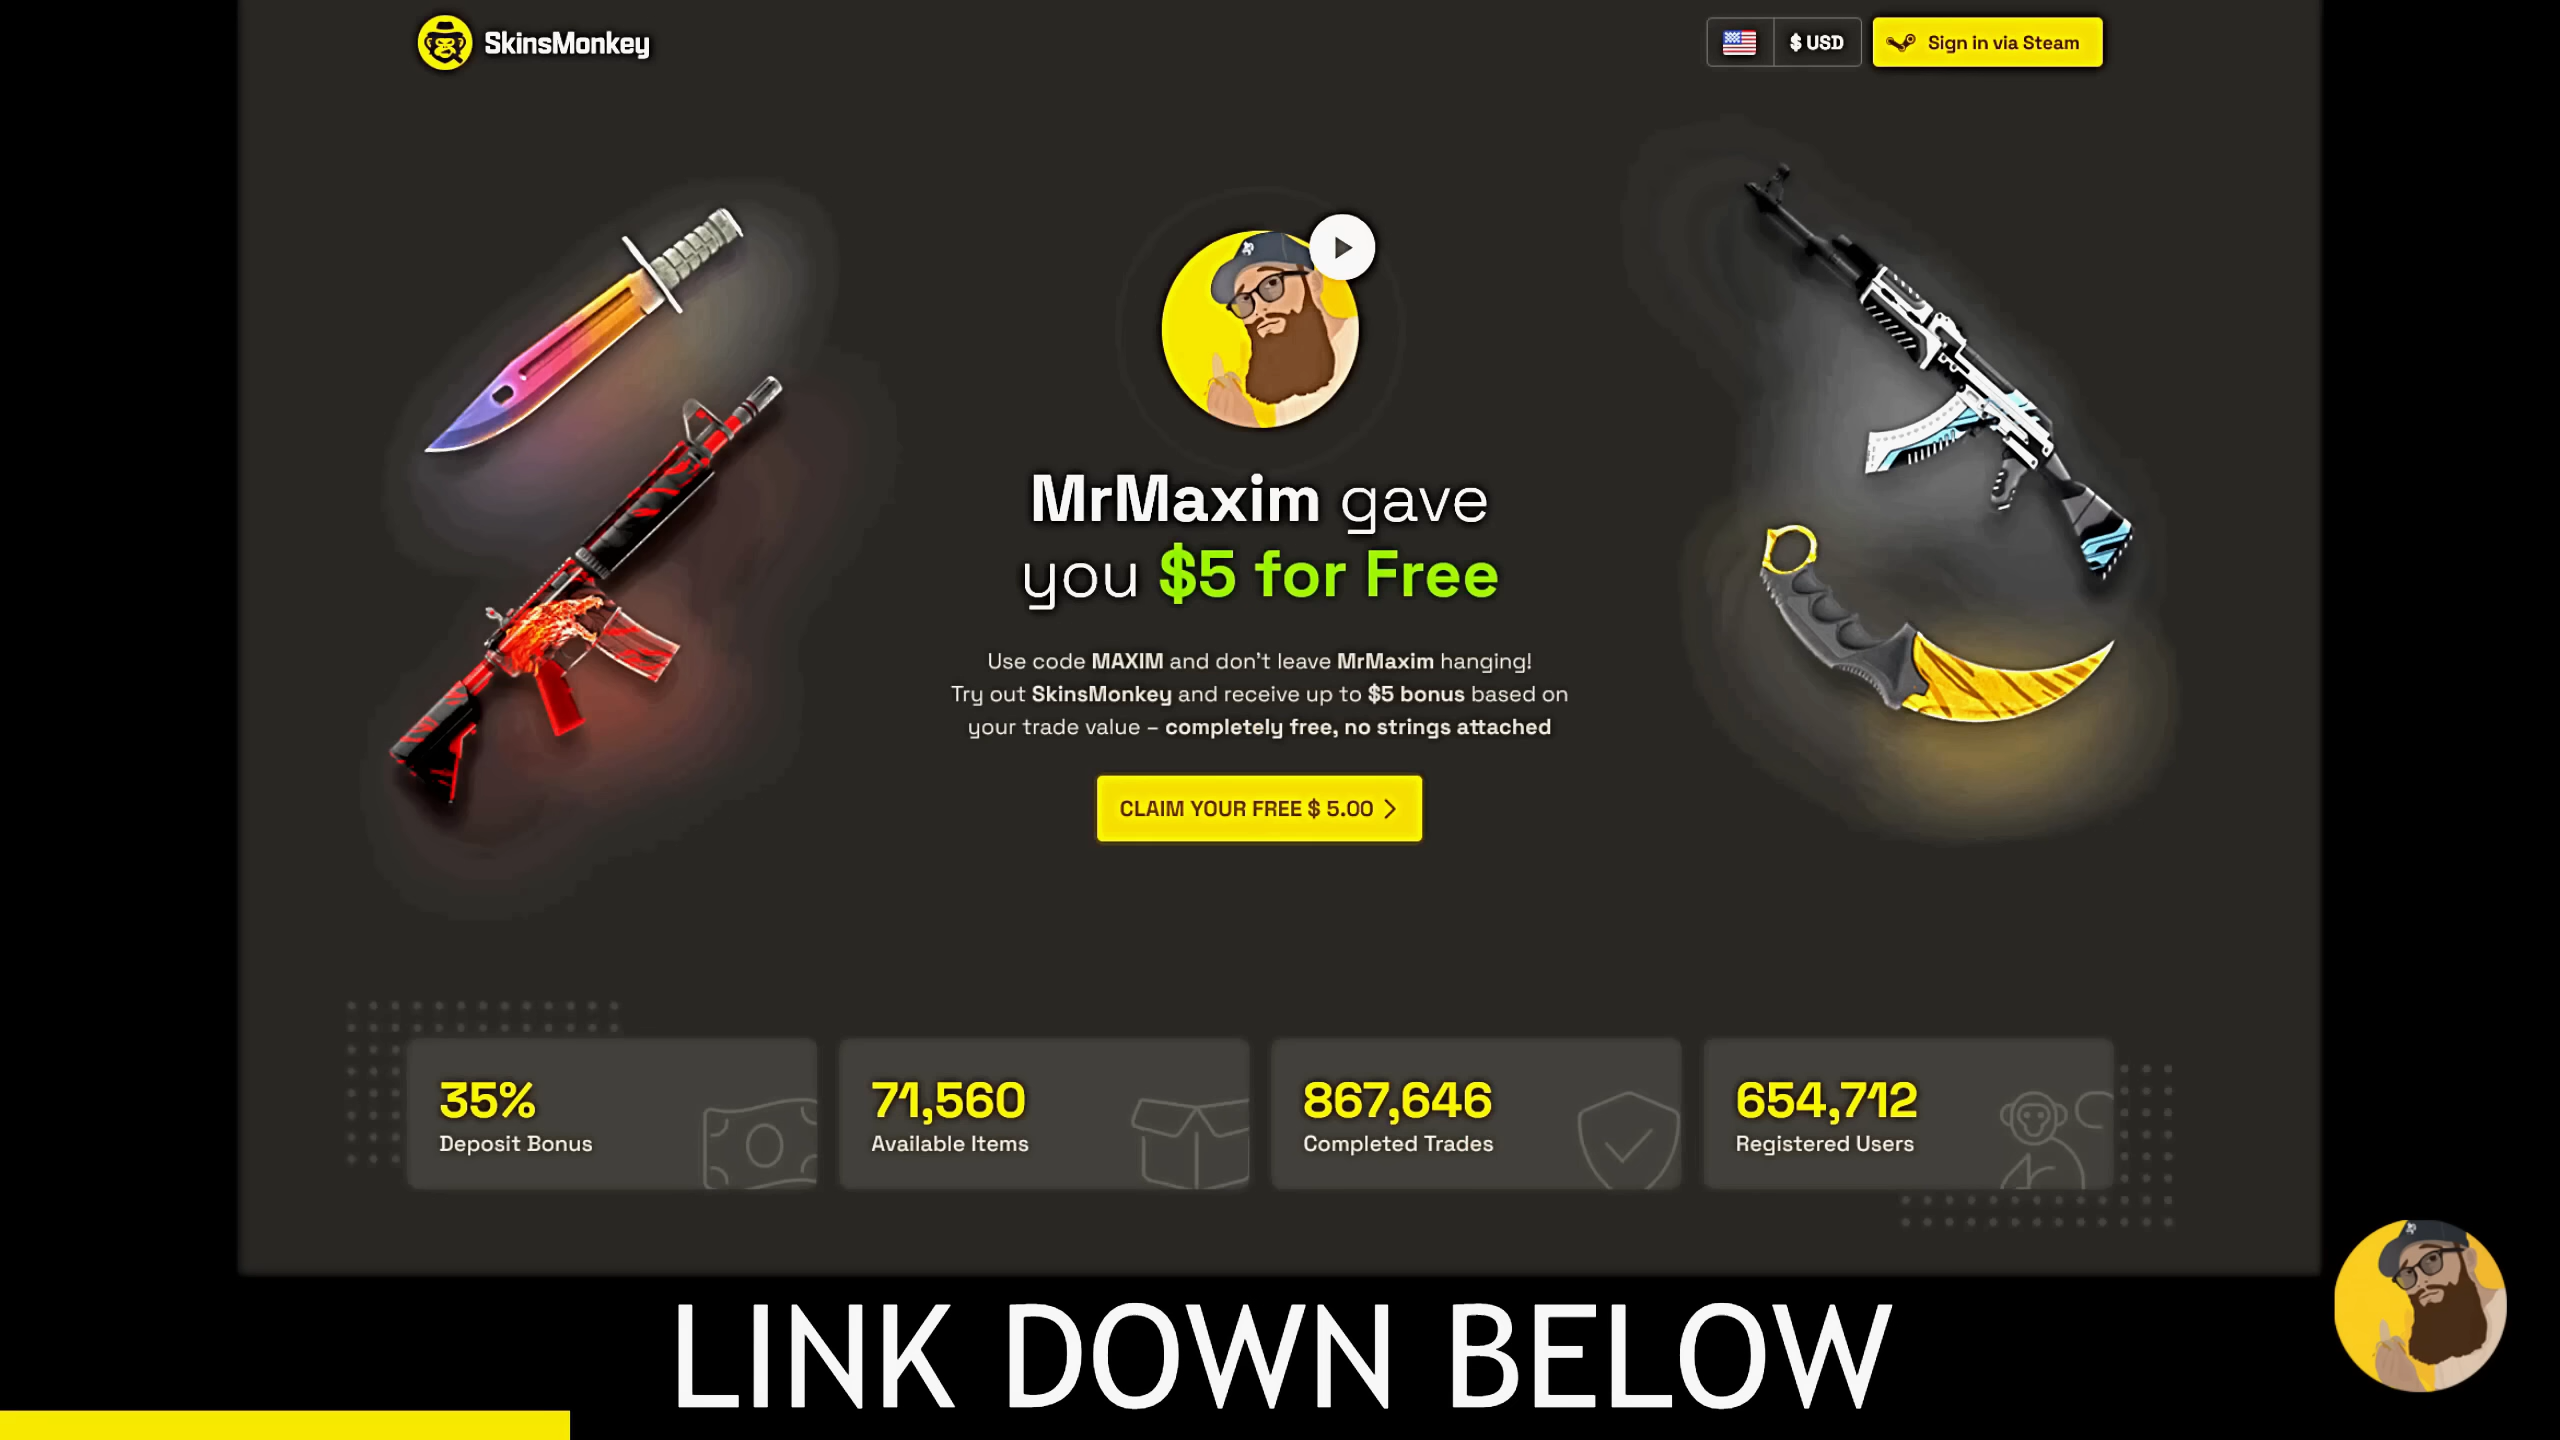 SkinsMonkey
$ USD
Sign in via Steam
MrMaxim gave
you $5 for Free
Use code MAXIM and don't leave MrMaxim hanging!
Try out SkinsMonkey and receive up to $5 bonus based on
your trade value – completely free, no strings attached
CLAIM YOUR FREE $ 5.00
35%
Deposit Bonus
71,560
Available Items
867,646
Completed Trades
654,712
Registered Users
LINK DOWN BELOW